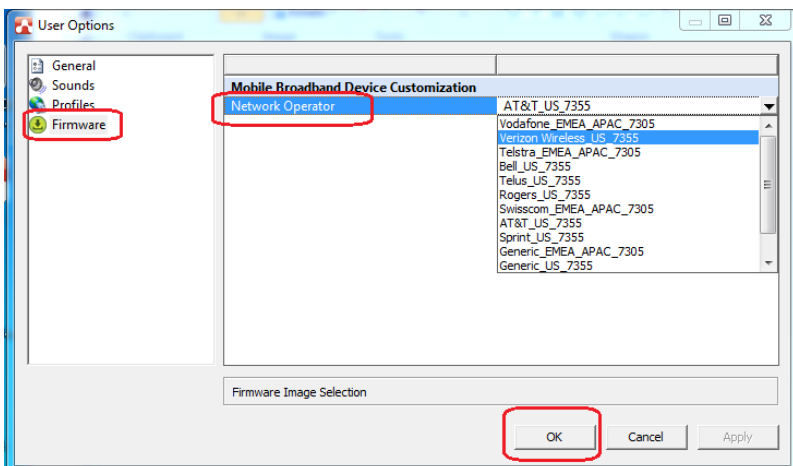 User Options
General
Sounds
Profiles
Firmware
Mobile Broadband Device Customization
Network Operator
AT&T_US_7355
Vodafone_EMEA_APAC_7305
Verizon Wireless_US_7355
Telstra_EMEA_APAC_7305
Bell_US_7355
Telus_US_7355
Rogers_US_7355
Swisscom_EMEA_APAC_7305
AT&T_US_7355
Sprint_US_7355
Generic_EMEA_APAC_7305
Generic_US_7355
Firmware Image Selection
OK Cancel Apply